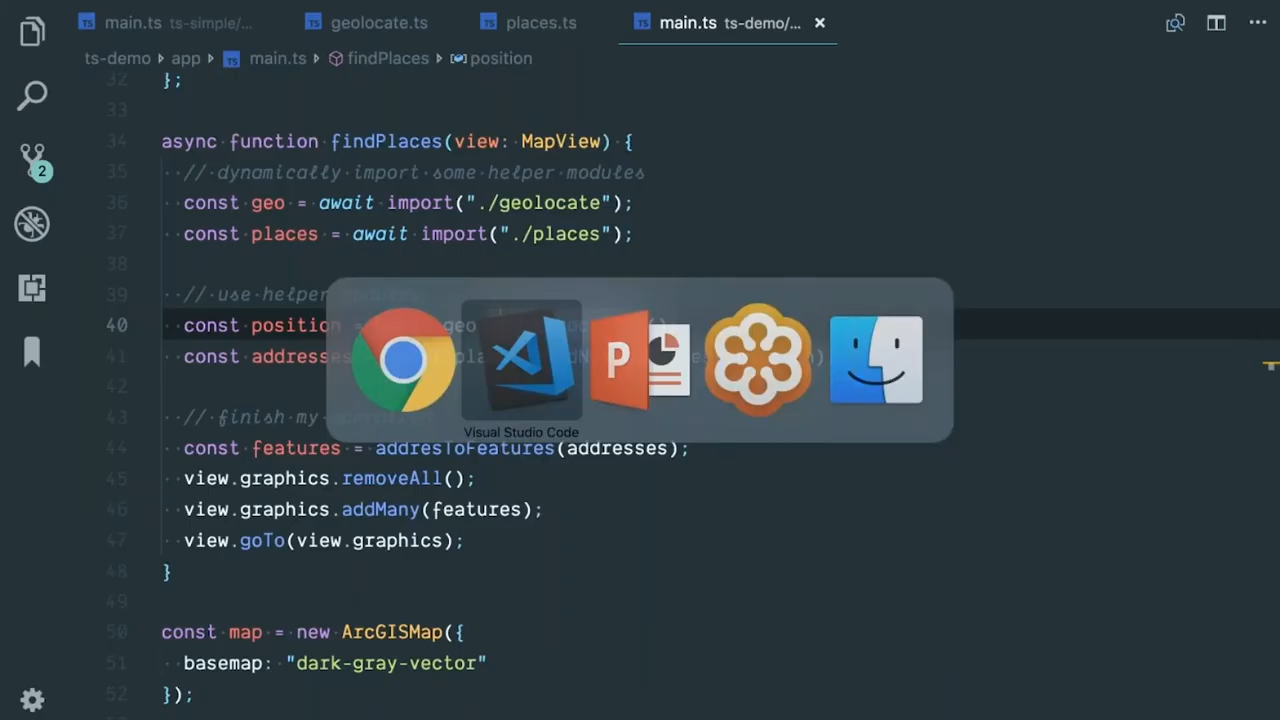 main.ts ts-simple/... geolocate.ts places.ts main.ts ts-demo/... ×
ts-demo app main.ts findPlaces position
32 };
33
34 async function findPlaces(view: MapView) {
35 // dynamically import some helper modules
36 const geo = await import("./geolocate");
37 const places = await import("./places");
38
39 // use helper
40 const position = geo
41 const addresses
42
43 // finish my
44 const features = addresToFeatures(addresses);
45 view.graphics.removeAll();
46 view.graphics.addMany(features);
47 view.goTo(view.graphics);
48 }
49
50 const map = new ArcGISMap({
51 basemap: "dark-gray-vector"
52 });
2
P
Visual Studio Code